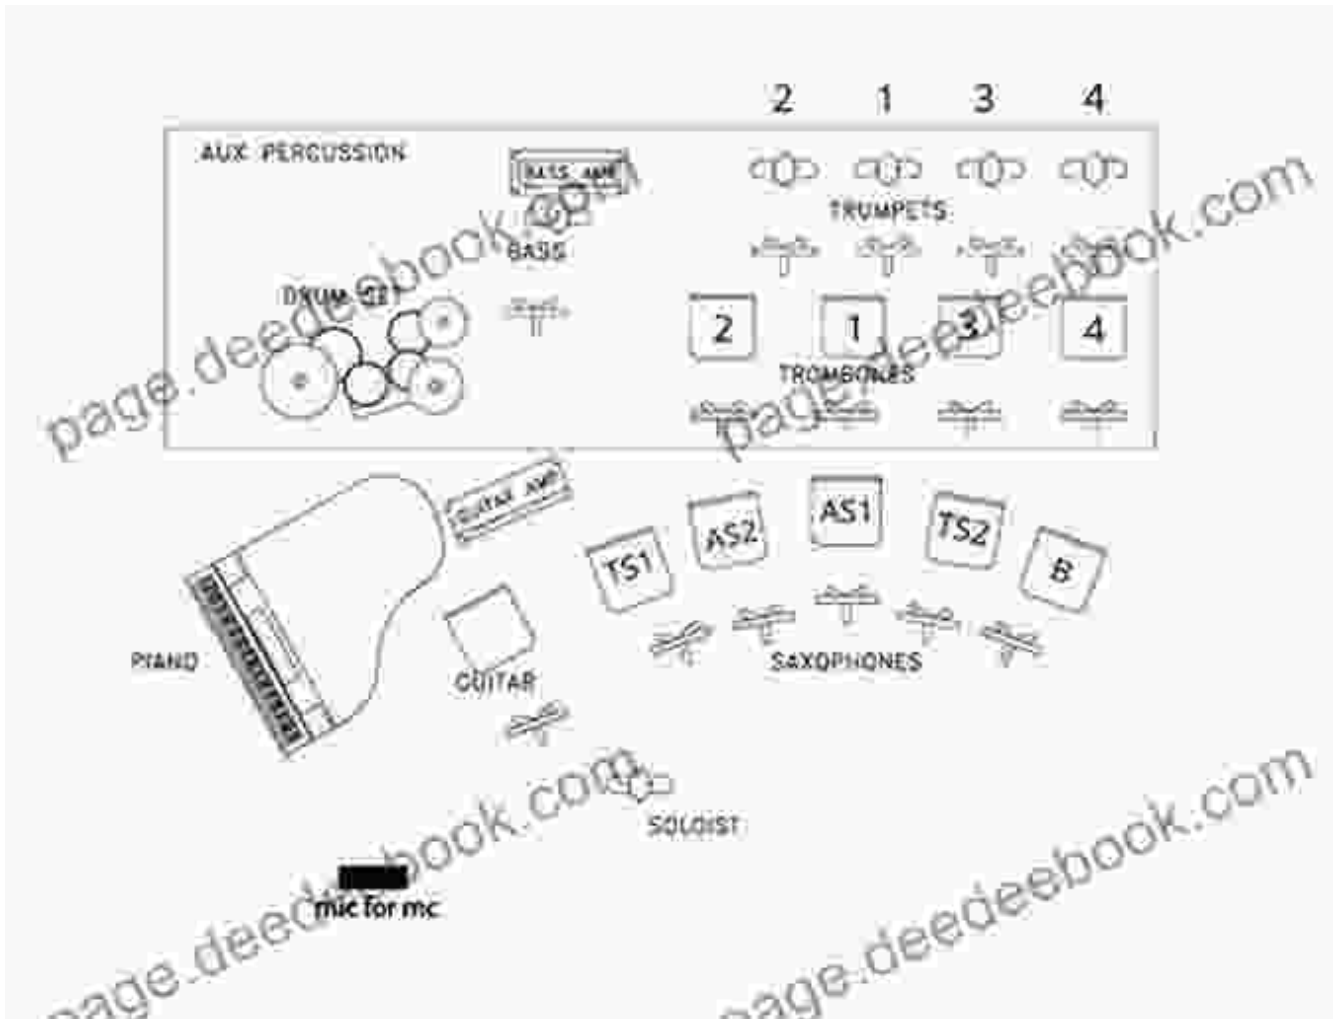 2 1 3 4
AUX PERCUSSION
BASS AMP
TRUMPETS
BASS
DRUM SET
2 1 3 4
TROMBONES
GUITAR AMP
TS1 AS2 AS1 TS2 B
PIANO
GUITAR
SAXOPHONES
SOLOIST
mic for mc
page.deedeebook.com
page.deedeebook.com
page.deedeebook.com
page.deedeebook.com